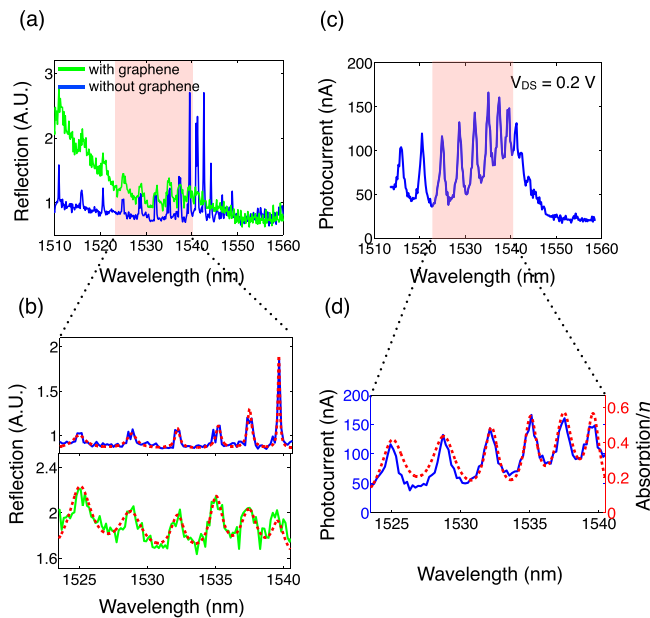 (a)
3
2
1
Reflection (A.U.)
with graphene
without graphene
1510 1520 1530 1540 1550 1560
Wavelength (nm)
(c)
200
150
100
50
0
Photocurrent (nA)
V_DS = 0.2 V
1510 1520 1530 1540 1550 1560
Wavelength (nm)
(b)
2
1.5
1
Reflection (A.U.)
2.4
2
1.6
Reflection (A.U.)
1525 1530 1535 1540
Wavelength (nm)
(d)
200
150
100
50
0
Photocurrent (nA)
0.6
0.4
0.2
0
Absorption/n
1525 1530 1535 1540
Wavelength (nm)